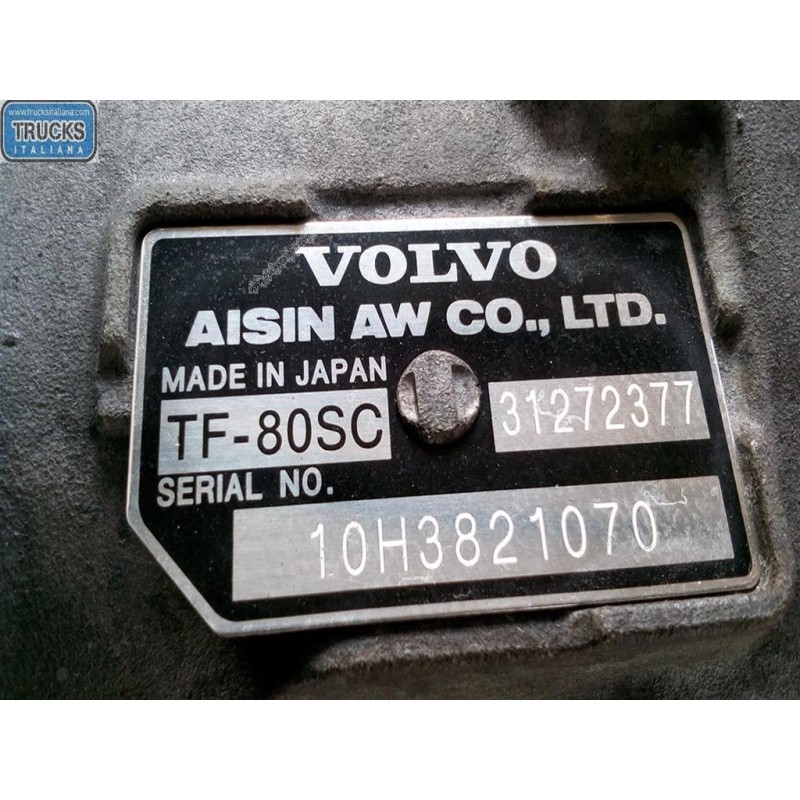 www.trucksitaliana.com
TRUCKS
ITALIANA
VOLVO
AISIN AW CO., LTD.
MADE IN JAPAN
TF-80SC
31272377
SERIAL NO.
10H3821070